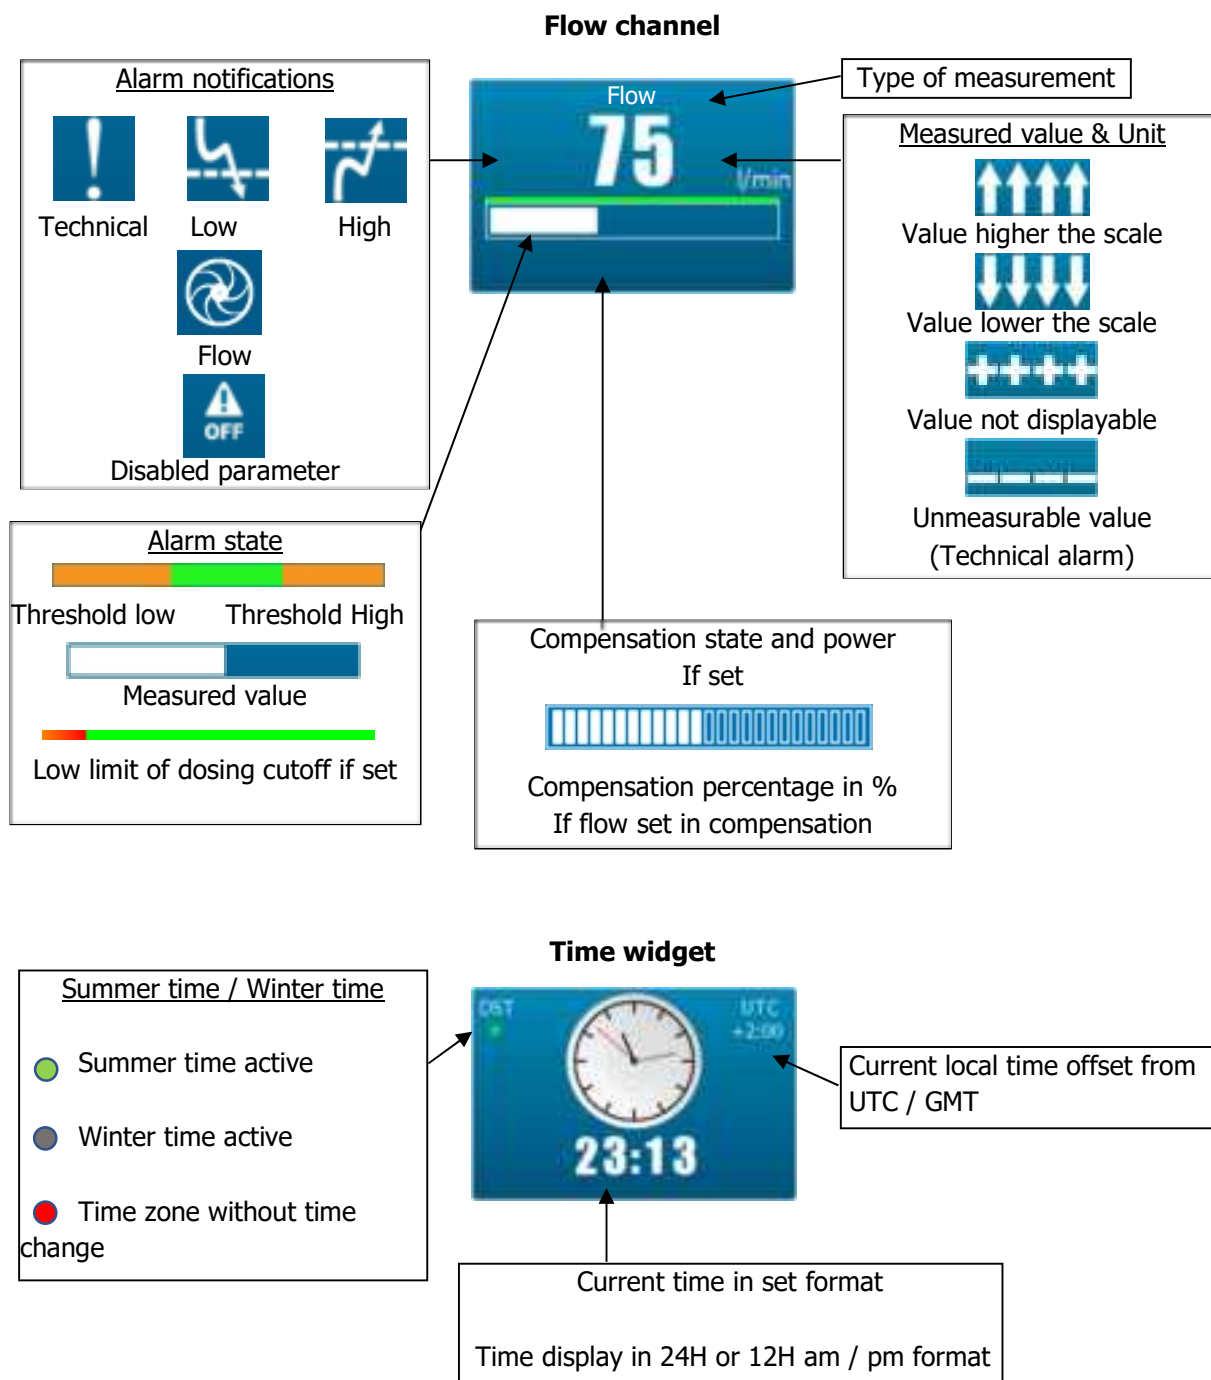 Flow channel
Alarm notifications
Technical
Low
High
Flow
OFF
Disabled parameter
Flow
75
l/min
Type of measurement
Measured value & Unit
Value higher the scale
Value lower the scale
Value not displayable
Unmeasurable value
(Technical alarm)
Alarm state
Threshold low
Threshold High
Measured value
Low limit of dosing cutoff if set
Compensation state and power
If set
Compensation percentage in %
If flow set in compensation
Time widget
Summer time / Winter time
Summer time active
Winter time active
Time zone without time
change
DST
UTC
+2:00
23:13
Current local time offset from
UTC / GMT
Current time in set format
Time display in 24H or 12H am / pm format